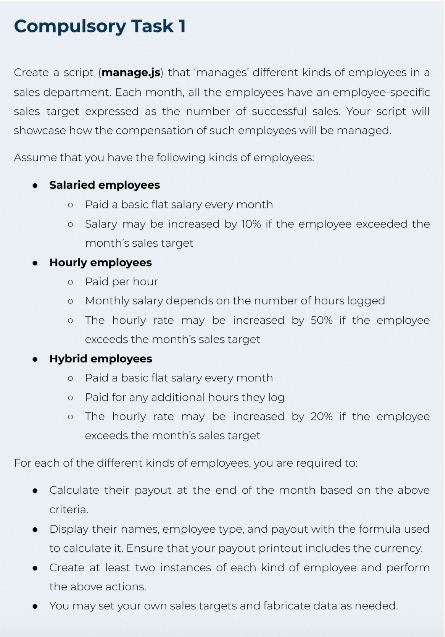 Compulsory Task 1
Create a script (manage.js) that ‘manages’ different kinds of employees in a
sales department. Each month, all the employees have an employee-specific
sales target expressed as the number of successful sales. Your script will
showcase how the compensation of such employees will be managed.
Assume that you have the following kinds of employees:
● Salaried employees
○ Paid a basic flat salary every month
○ Salary may be increased by 10% if the employee exceeded the
month’s sales target
● Hourly employees
○ Paid per hour
○ Monthly salary depends on the number of hours logged
○ The hourly rate may be increased by 50% if the employee
exceeds the month’s sales target
● Hybrid employees
○ Paid a basic flat salary every month
○ Paid for any additional hours they log
○ The hourly rate may be increased by 20% if the employee
exceeds the month’s sales target
For each of the different kinds of employees, you are required to:
● Calculate their payout at the end of the month based on the above
criteria.
● Display their names, employee type, and payout with the formula used
to calculate it. Ensure that your payout printout includes the currency.
● Create at least two instances of each kind of employee and perform
the above actions.
● You may set your own sales targets and fabricate data as needed.